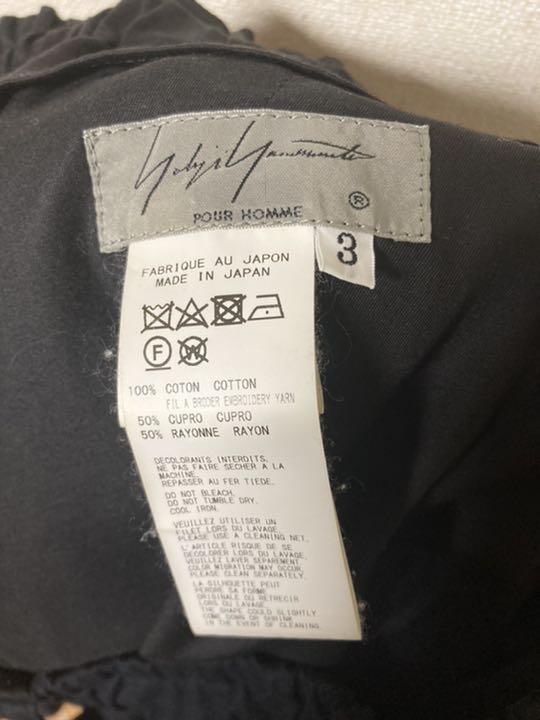 Yohji Yamamoto
POUR HOMME
®
3
FABRIQUE AU JAPON
MADE IN JAPAN
F W
100% COTON COTTON
FIL A BRODER EMBROIDERY YARN
50% CUPRO CUPRO
50% RAYONNE RAYON
DECOLORANTS INTERDITS.
NE PAS FAIRE SECHER A LA
MACHINE.
REPASSER AU FER TIEDE.
DO NOT BLEACH.
DO NOT TUMBLE DRY.
COOL IRON.
VEUILLEZ UTILISER UN
FILET LORS DU LAVAGE.
PLEASE USE A CLEANING NET.
L'ARTICLE RISQUE DE SE
DECOLORER LORS DU LAVAGE.
VEUILLEZ LAVER SEPAREMENT.
COLOR MIGRATION MAY OCCUR,
PLEASE CLEAN SEPARATELY.
LA SILHOUETTE PEUT
PERDRE SA FORME
ORIGINALE OU RETRECIR
LORS DU LAVAGE.
THE SHAPE COULD SLIGHTLY
COME DOWN OR SHRINK
IN THE EVENT OF CLEANING.